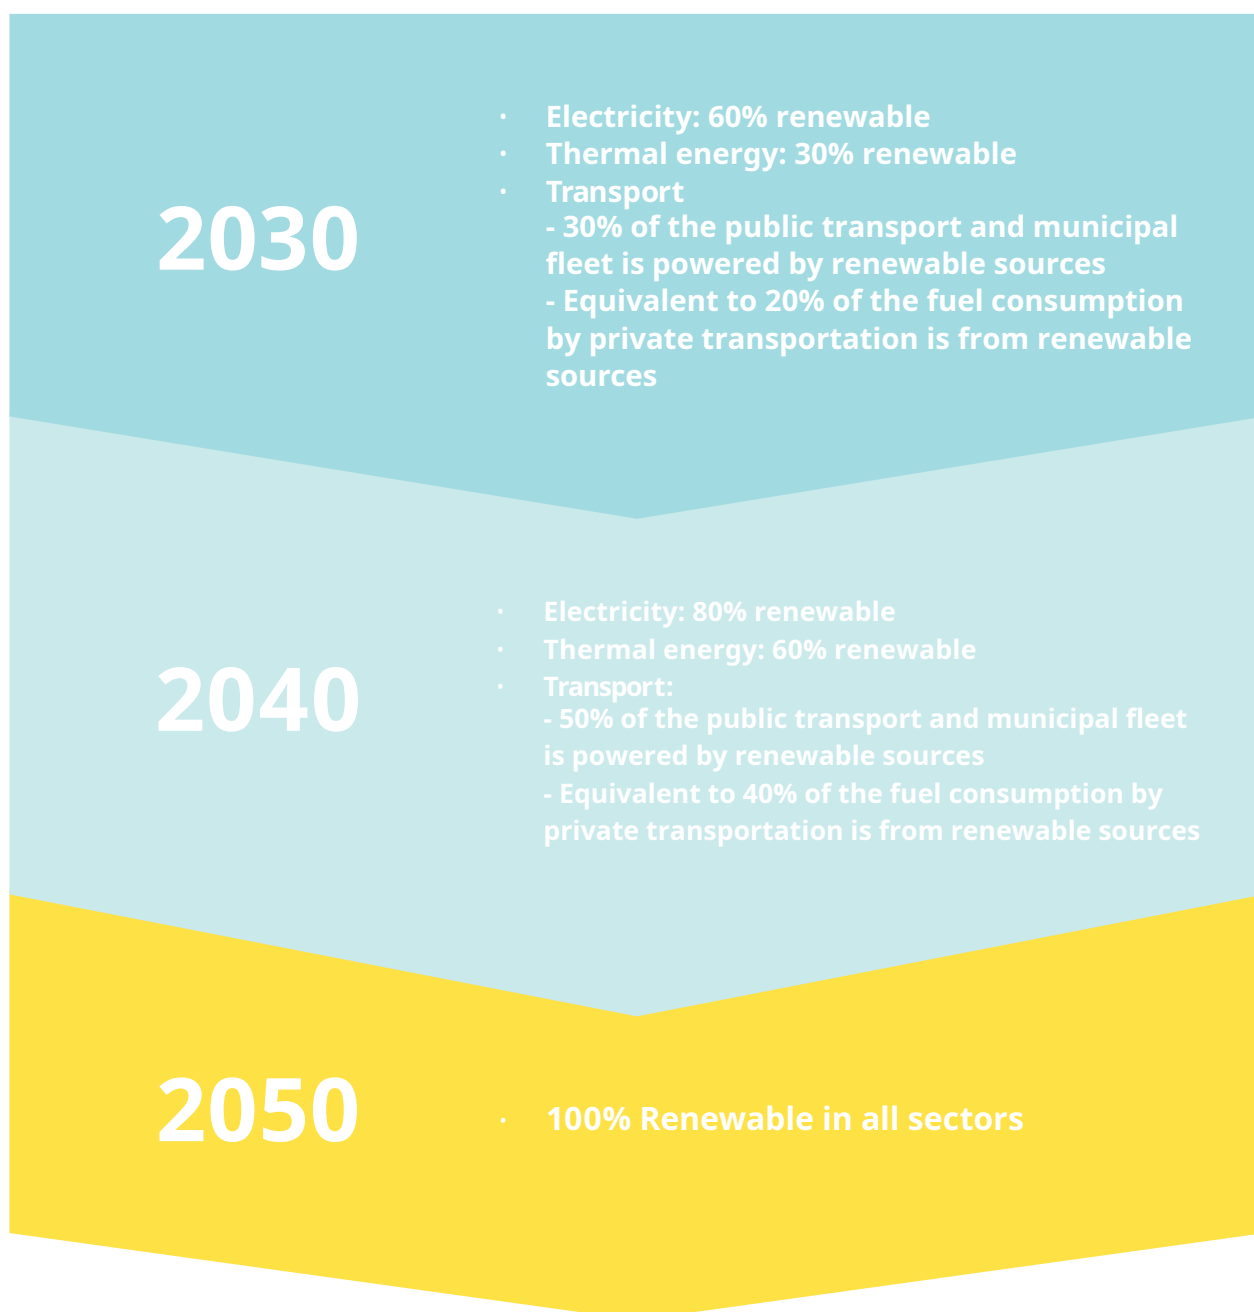 2030
· Electricity: 60% renewable
· Thermal energy: 30% renewable
· Transport
- 30% of the public transport and municipal
fleet is powered by renewable sources
- Equivalent to 20% of the fuel consumption
by private transportation is from renewable
sources
2040
· Electricity: 80% renewable
· Thermal energy: 60% renewable
· Transport:
- 50% of the public transport and municipal fleet
is powered by renewable sources
- Equivalent to 40% of the fuel consumption by
private transportation is from renewable sources
2050
· 100% Renewable in all sectors